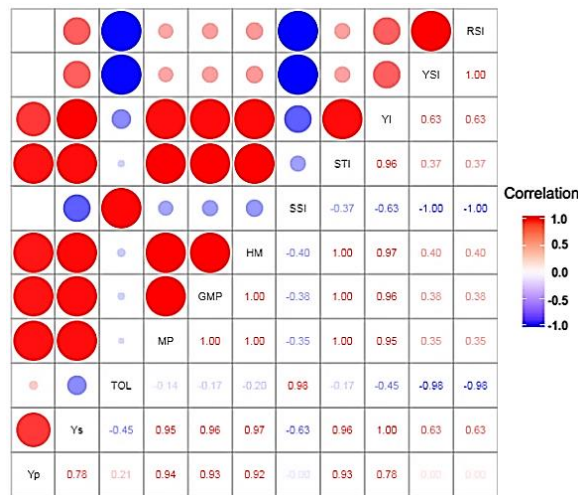 RSI
YSI 1.00
YI 0.63 0.63
STI 0.96 0.37 0.37
Correlation
SSI -0.37 -0.63 -1.00 -1.00
1.0
0.5
0.0
-0.5
-1.0
HM -0.40 1.00 0.97 0.40 0.40
GMP 1.00 -0.38 1.00 0.96 0.38 0.38
MP 1.00 1.00 -0.35 1.00 0.95 0.35 0.35
TOL -0.14 -0.17 -0.20 0.98 -0.17 -0.45 -0.98 -0.98
Ys -0.45 0.95 0.96 0.97 -0.63 0.96 1.00 0.63 0.63
Yp 0.78 0.21 0.94 0.93 0.92 -0.00 0.93 0.78 0.00 0.00